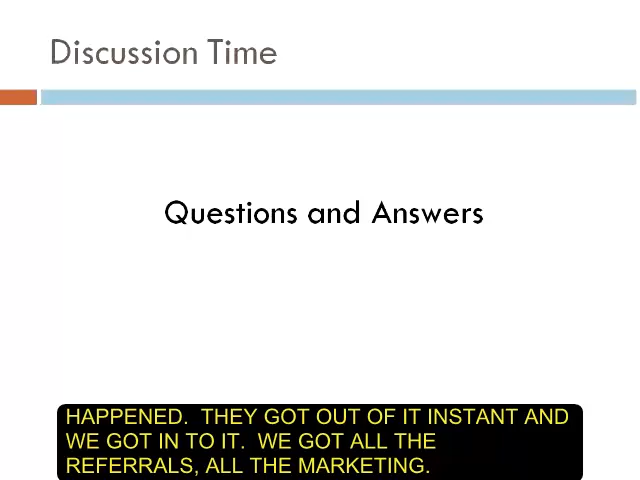 Discussion Time
Questions and Answers
HAPPENED.  THEY GOT OUT OF IT INSTANT AND
WE GOT IN TO IT.  WE GOT ALL THE
REFERRALS, ALL THE MARKETING.